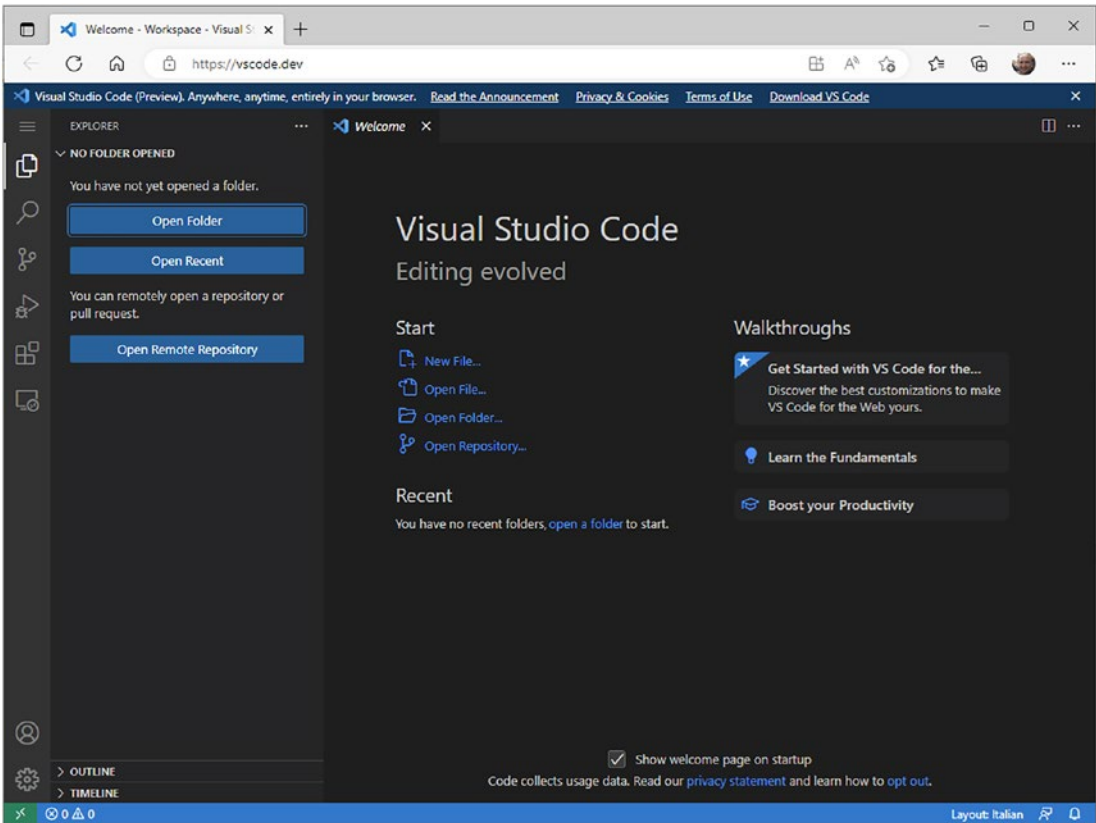 Welcome - Workspace - Visual S
https://vscode.dev
Visual Studio Code (Preview). Anywhere, anytime, entirely in your browser. Read the Announcement Privacy & Cookies Terms of Use Download VS Code
EXPLORER
Welcome
NO FOLDER OPENED
You have not yet opened a folder.
Open Folder
Open Recent
You can remotely open a repository or
pull request.
Open Remote Repository
Visual Studio Code
Editing evolved
Start
New File...
Open File...
Open Folder...
Open Repository...
Recent
You have no recent folders, open a folder to start.
Walkthroughs
Get Started with VS Code for the...
Discover the best customizations to make
VS Code for the Web yours.
Learn the Fundamentals
Boost your Productivity
Show welcome page on startup
Code collects usage data. Read our privacy statement and learn how to opt out.
OUTLINE
TIMELINE
0 0
Layout: Italian